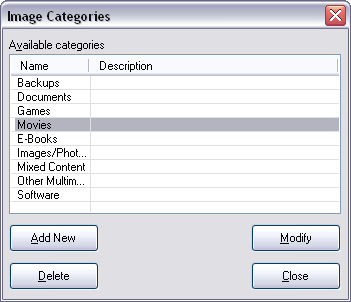 Image Categories
Available categories
Name Description
Backups
Documents
Games
Movies
E-Books
Images/Phot...
Mixed Content
Other Multim...
Software
Add New Modify
Delete Close